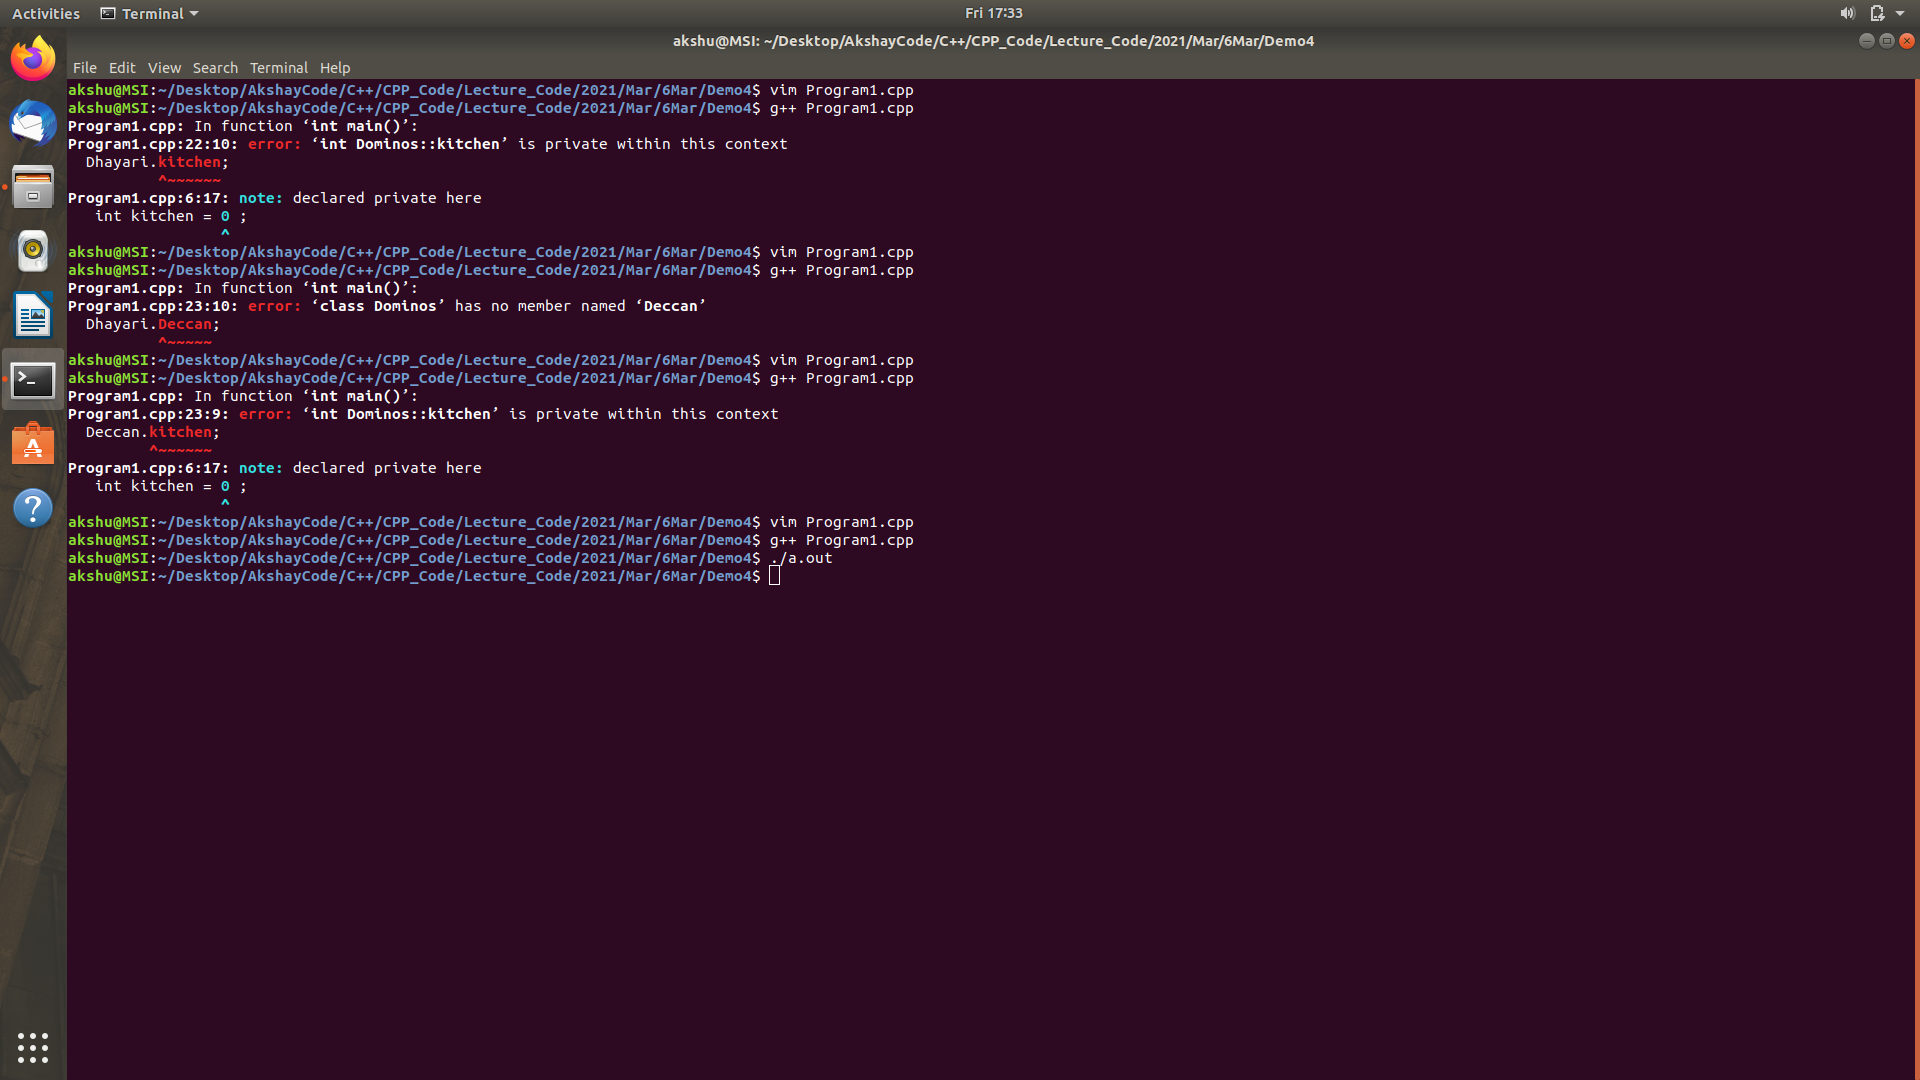 Activities Terminal Fri 17:33
akshu@MSI: ~/Desktop/AkshayCode/C++/CPP_Code/Lecture_Code/2021/Mar/6Mar/Demo4
File Edit View Search Terminal Help
akshu@MSI:~/Desktop/AkshayCode/C++/CPP_Code/Lecture_Code/2021/Mar/6Mar/Demo4$ vim Program1.cpp
akshu@MSI:~/Desktop/AkshayCode/C++/CPP_Code/Lecture_Code/2021/Mar/6Mar/Demo4$ g++ Program1.cpp
Program1.cpp: In function ‘int main()’:
Program1.cpp:22:10: error: ‘int Dominos::kitchen’ is private within this context
  Dhayari.kitchen;
          ^~~~~~~
Program1.cpp:6:17: note: declared private here
   int kitchen = 0 ;
                 ^
akshu@MSI:~/Desktop/AkshayCode/C++/CPP_Code/Lecture_Code/2021/Mar/6Mar/Demo4$ vim Program1.cpp
akshu@MSI:~/Desktop/AkshayCode/C++/CPP_Code/Lecture_Code/2021/Mar/6Mar/Demo4$ g++ Program1.cpp
Program1.cpp: In function ‘int main()’:
Program1.cpp:23:10: error: ‘class Dominos’ has no member named ‘Deccan’
  Dhayari.Deccan;
          ^~~~~~
akshu@MSI:~/Desktop/AkshayCode/C++/CPP_Code/Lecture_Code/2021/Mar/6Mar/Demo4$ vim Program1.cpp
akshu@MSI:~/Desktop/AkshayCode/C++/CPP_Code/Lecture_Code/2021/Mar/6Mar/Demo4$ g++ Program1.cpp
Program1.cpp: In function ‘int main()’:
Program1.cpp:23:9: error: ‘int Dominos::kitchen’ is private within this context
  Deccan.kitchen;
         ^~~~~~~
Program1.cpp:6:17: note: declared private here
   int kitchen = 0 ;
                 ^
akshu@MSI:~/Desktop/AkshayCode/C++/CPP_Code/Lecture_Code/2021/Mar/6Mar/Demo4$ vim Program1.cpp
akshu@MSI:~/Desktop/AkshayCode/C++/CPP_Code/Lecture_Code/2021/Mar/6Mar/Demo4$ g++ Program1.cpp
akshu@MSI:~/Desktop/AkshayCode/C++/CPP_Code/Lecture_Code/2021/Mar/6Mar/Demo4$ ./a.out
akshu@MSI:~/Desktop/AkshayCode/C++/CPP_Code/Lecture_Code/2021/Mar/6Mar/Demo4$